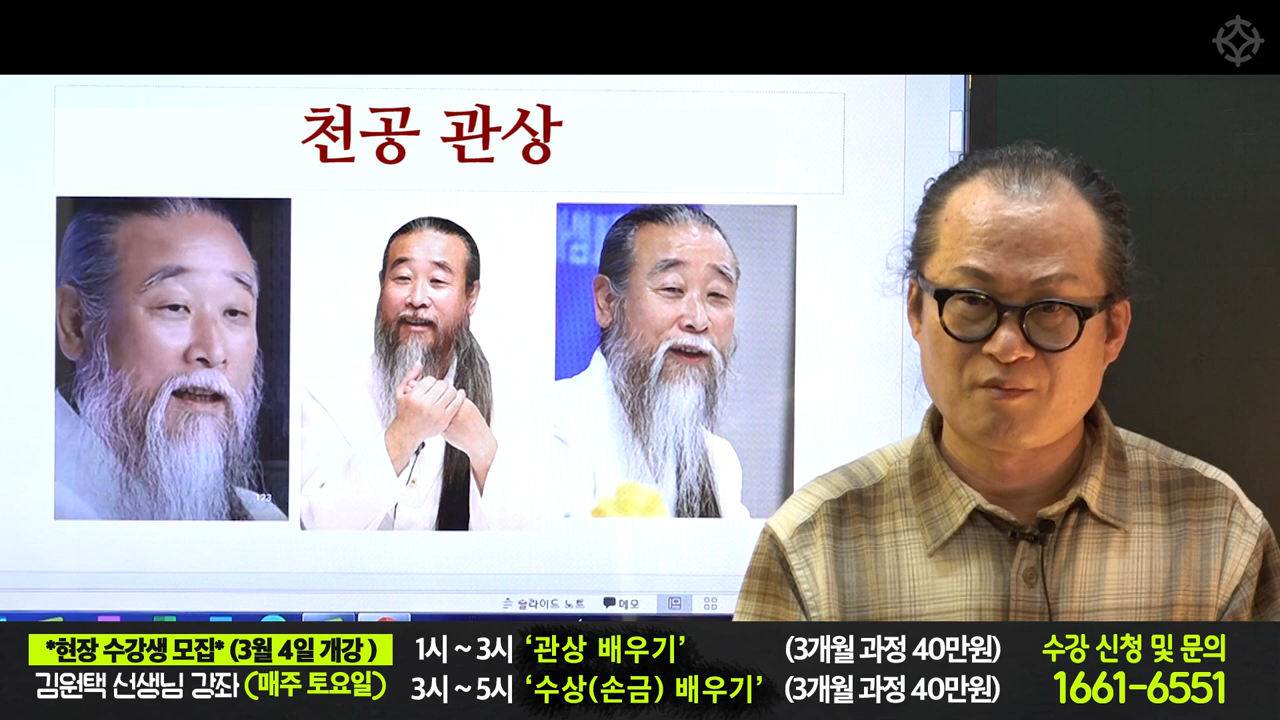 천공 관상
123
슬라이드 노트 메모
*현장 수강생 모집* (3월 4일 개강)
김원택 선생님 강좌 (매주 토요일)
1시 ~ 3시 '관상 배우기' (3개월 과정 40만원)
3시 ~ 5시 '수상(손금) 배우기' (3개월 과정 40만원)
수강 신청 및 문의
1661-6551